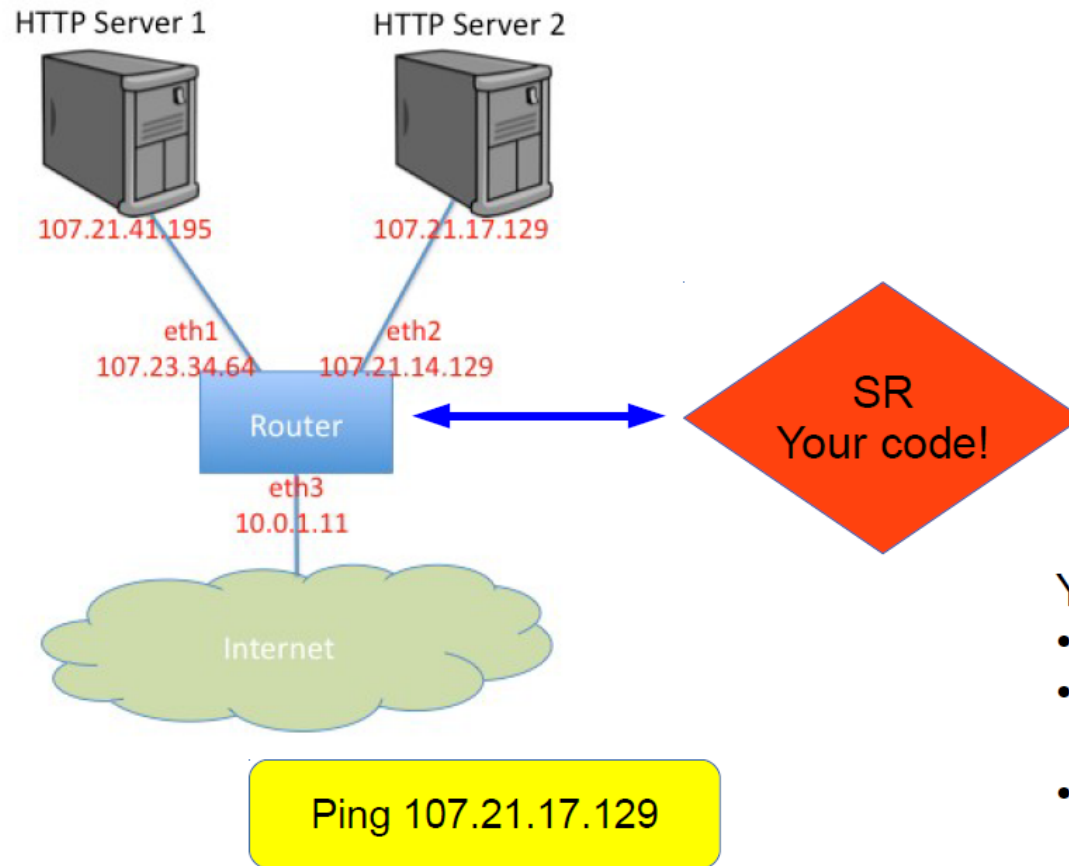 HTTP Server 1
HTTP Server 2
107.21.41.195
107.21.17.129
eth1
107.23.34.64
eth2
107.21.14.129
Router
SR
Your code!
eth3
10.0.1.11
Internet
Y
•
•
•
Ping 107.21.17.129